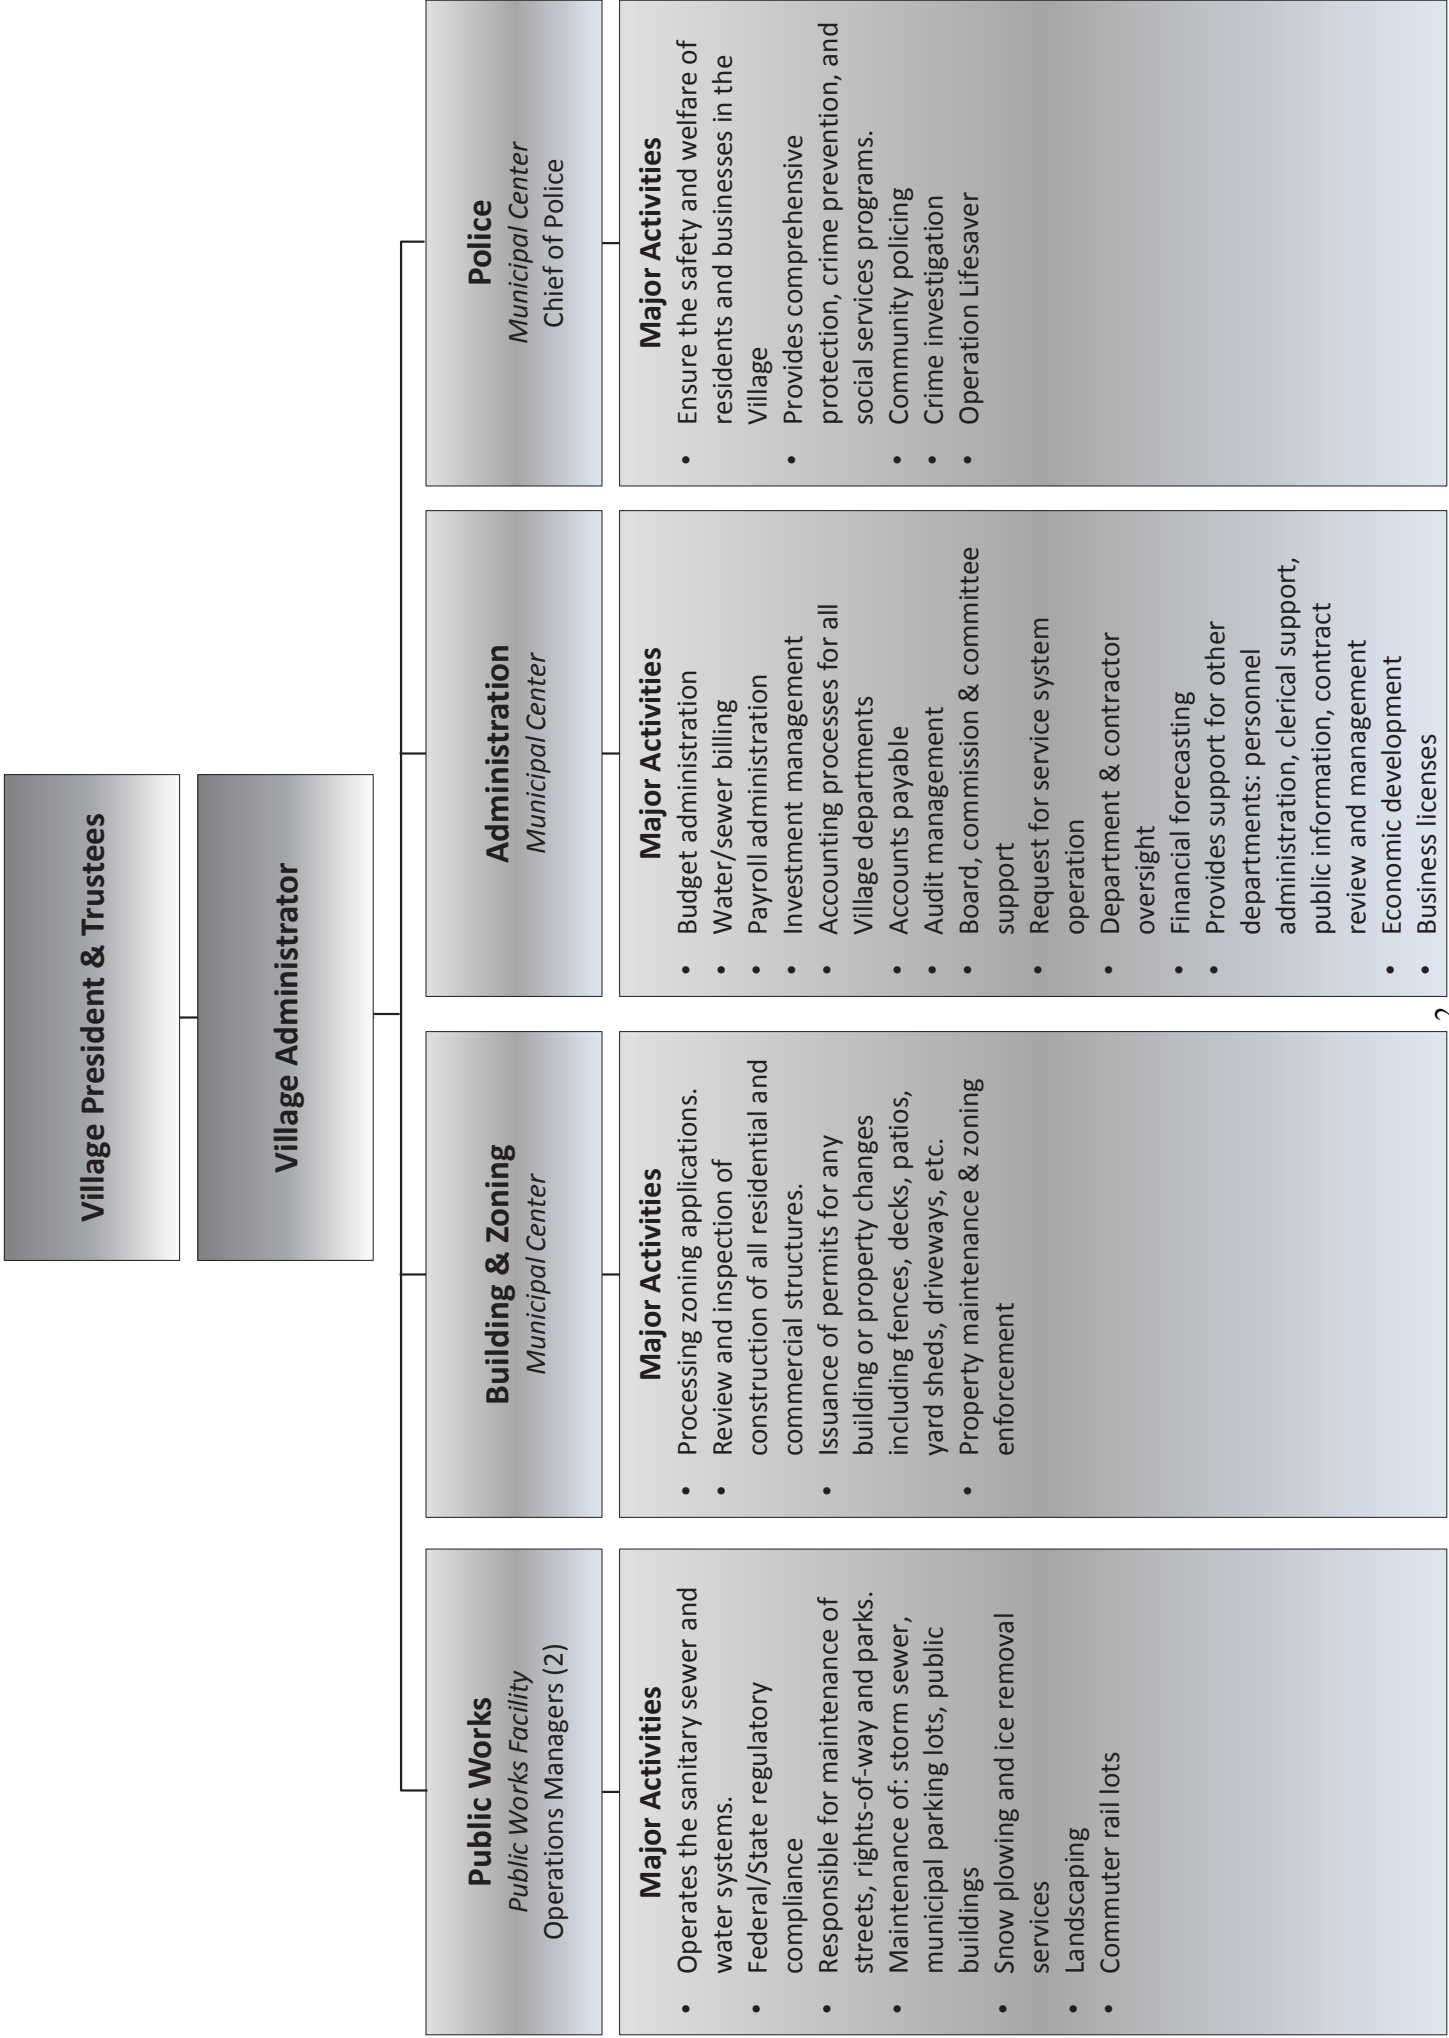 Village President & Trustees
Village Administrator
Public Works
Public Works Facility
Operations Managers (2)
Major Activities
• Operates the sanitary sewer and
water systems.
• Federal/State regulatory
compliance
• Responsible for maintenance of
streets, rights-of-way and parks.
• Maintenance of: storm sewer,
municipal parking lots, public
buildings
• Snow plowing and ice removal
services
• Landscaping
• Commuter rail lots
Building & Zoning
Municipal Center
Major Activities
• Processing zoning applications.
• Review and inspection of
construction of all residential and
commercial structures.
• Issuance of permits for any
building or property changes
including fences, decks, patios,
yard sheds, driveways, etc.
• Property maintenance & zoning
enforcement
Administration
Municipal Center
Major Activities
• Budget administration
• Water/sewer billing
• Payroll administration
• Investment management
• Accounting processes for all
Village departments
• Accounts payable
• Audit management
• Board, commission & committee
support
• Request for service system
operation
• Department & contractor
oversight
• Financial forecasting
• Provides support for other
departments: personnel
administration, clerical support,
public information, contract
review and management
• Economic development
• Business licenses
Police
Municipal Center
Chief of Police
Major Activities
• Ensure the safety and welfare of
residents and businesses in the
Village
• Provides comprehensive
protection, crime prevention, and
social services programs.
• Community policing
• Crime investigation
• Operation Lifesaver